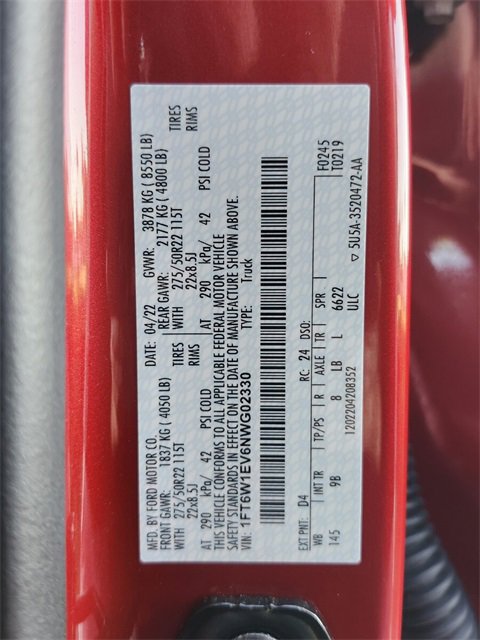 MFD. BY FORD MOTOR CO. DATE: 04/22 GVWR: 3878 KG ( 8550 LB)
FRONT GAWR: 1837 KG ( 4050 LB) REAR GAWR: 2177 KG ( 4800 LB)
275/50R22 115T TIRES WITH 275/50R22 115T TIRES
22x8.5J RIMS 22x8.5J RIMS
AT 290 kPa/ 42 PSI COLD AT 290 kPa/ 42 PSI COLD
THIS VEHICLE CONFORMS TO ALL APPLICABLE FEDERAL MOTOR VEHICLE
SAFETY STANDARDS IN EFFECT ON THE DATE OF MANUFACTURE SHOWN ABOVE.
VIN: 1FT6W1EV6NWG02330 TYPE: Truck
F0245
EXT PNT: D4 RC: 24 DSO: T0219
WB INT TR TP/PS R AXLE TR SPR
145 9B 8 LB L 6622
ULC
1202204208352 ▽ 5U5A-3520472-AA